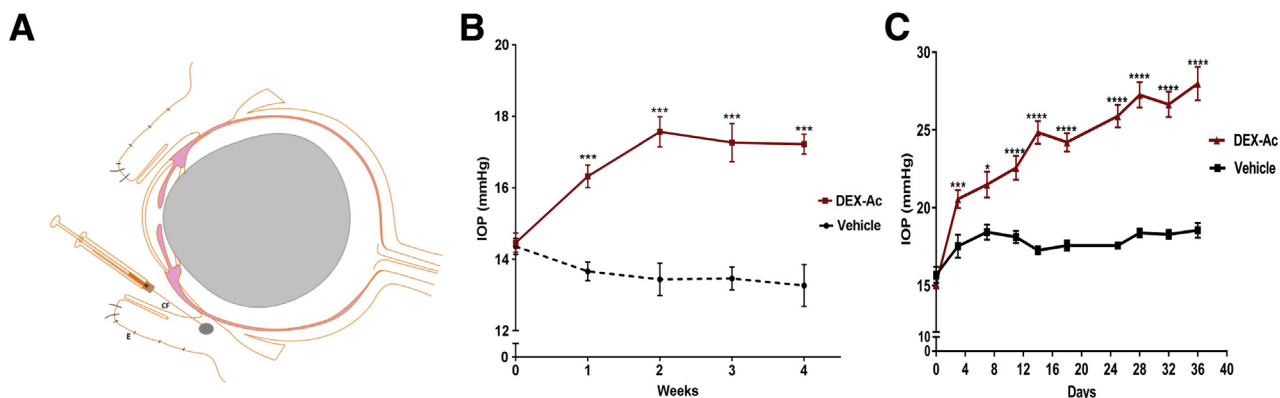 A
CF
E
B
20
18
16
14
12
0
IOP (mmHg)
***
***
***
***
0 1 2 3 4
Weeks
DEX-Ac
Vehicle
C
30
25
20
15
10
0
IOP (mmHg)
***
*
****
****
****
****
****
****
****
0 4 8 12 16 20 24 28 32 36 40
Days
DEX-Ac
Vehicle